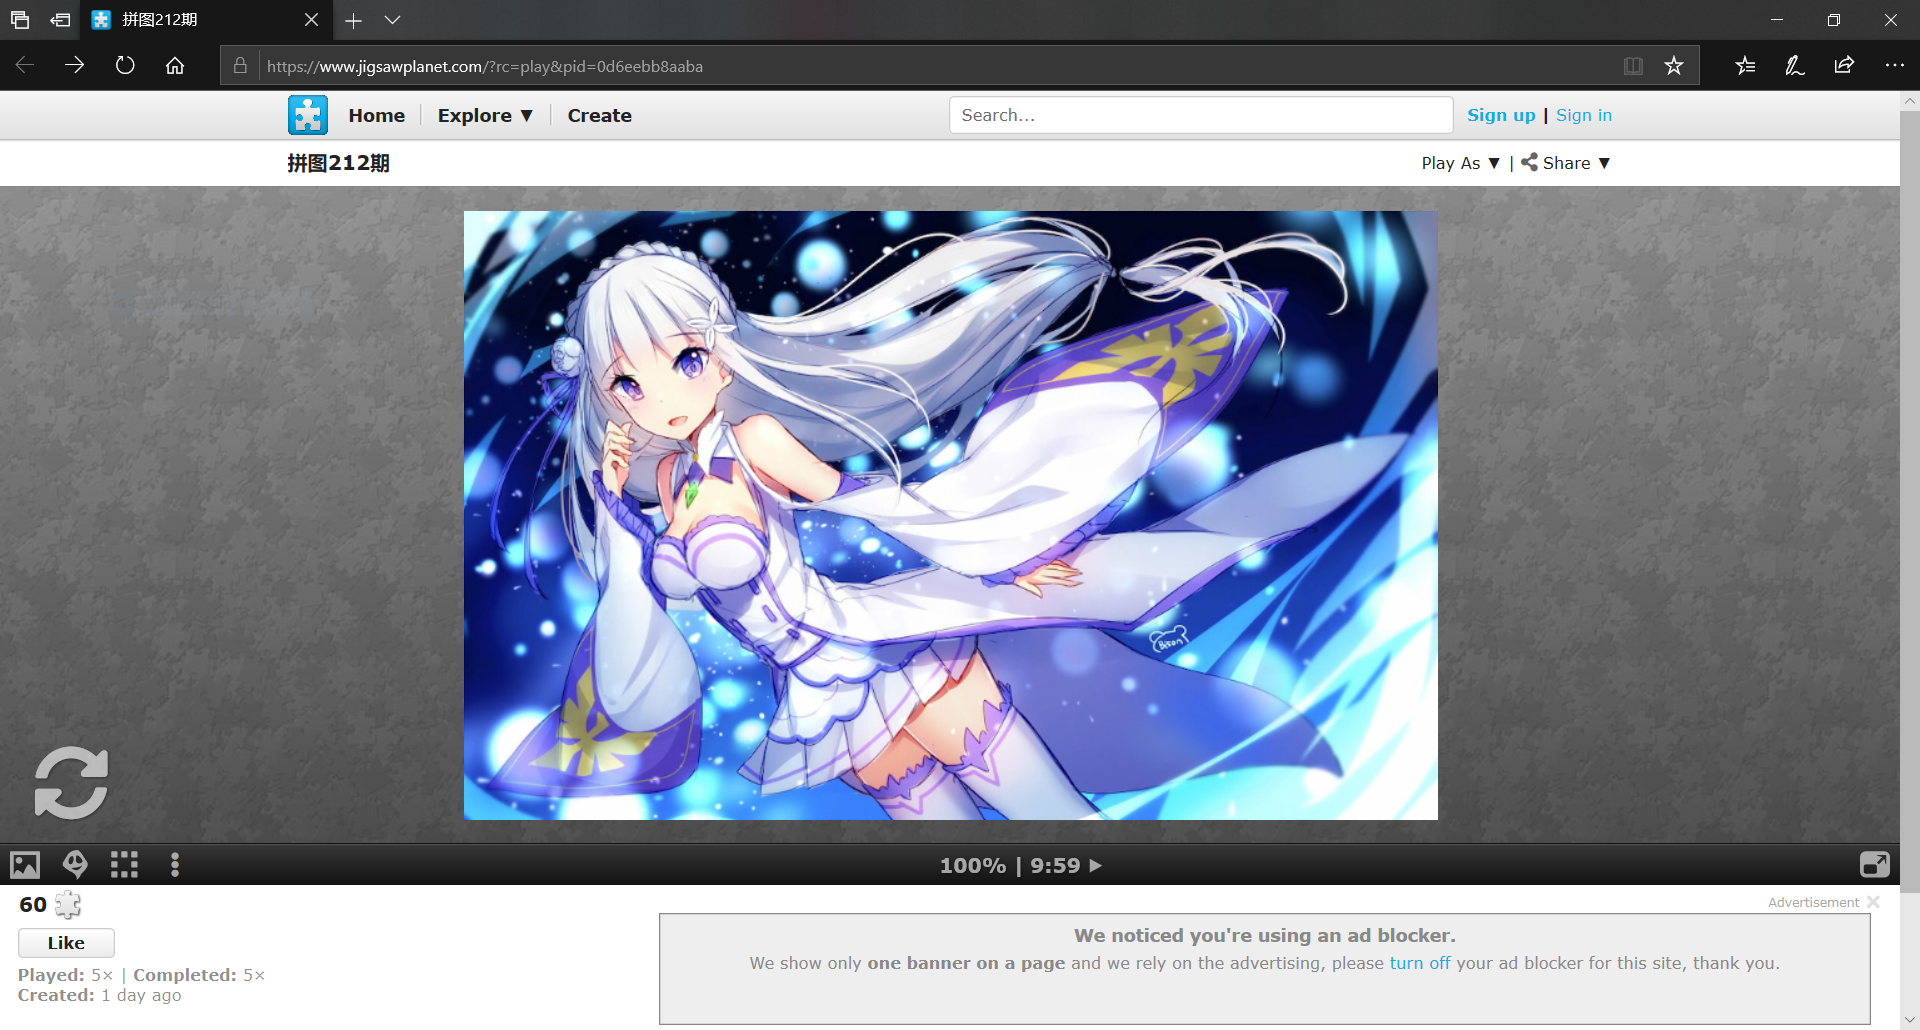 拼图212期
https://www.jigsawplanet.com/?rc=play&pid=0d6eebb8aaba
Home Explore ▼ Create Search... Sign up | Sign in
拼图212期 Play As ▼ | Share ▼
Biron
100% | 9:59 ▶
60
Advertisement
Like
We noticed you're using an ad blocker.
We show only one banner on a page and we rely on the advertising, please turn off your ad blocker for this site, thank you.
Played: 5× | Completed: 5×
Created: 1 day ago